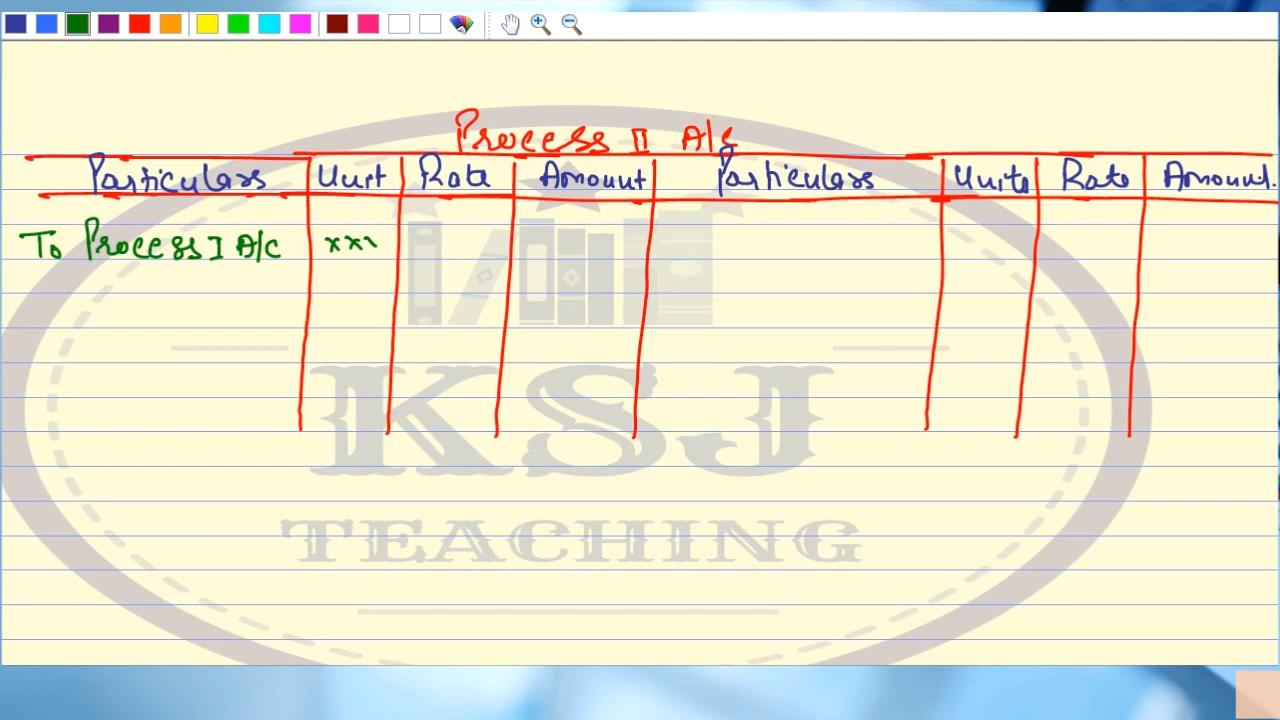 Process II A/c
Particulars Unit Rate Amount Particulars Units Rate Amount.
To Process I A/c xxx
KSJ
TEACHING